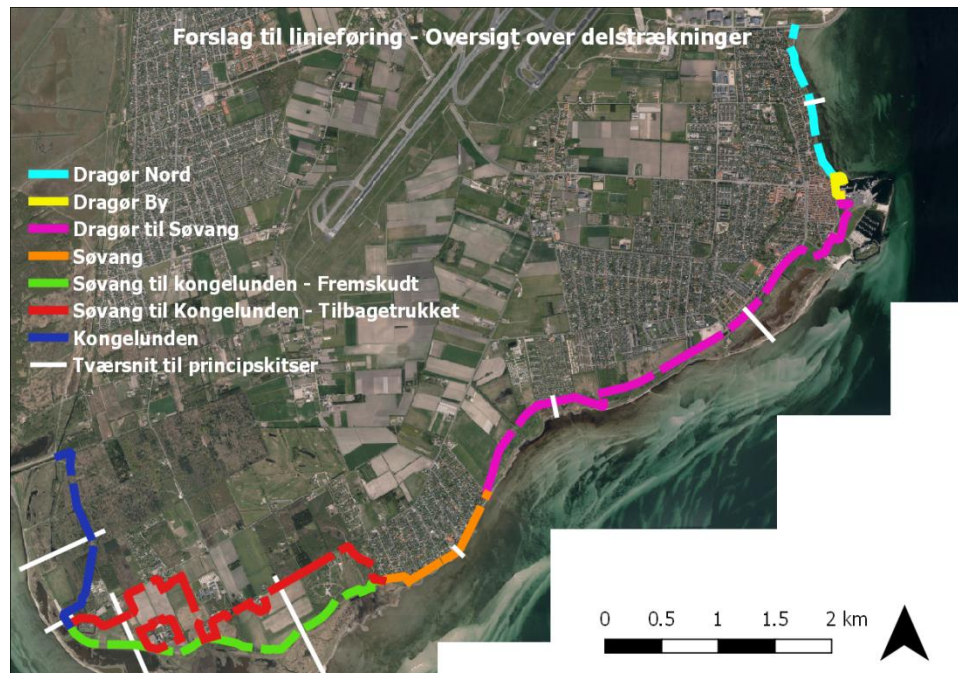 Forslag til linieføring - Oversigt over delstrækninger
Dragør Nord
Dragør By
Dragør til Søvang
Søvang
Søvang til kongelunden - Fremskudt
Søvang til Kongelunden - Tilbagetrukket
Kongelunden
Tværsnit til principskitser
0 0.5 1 1.5 2 km